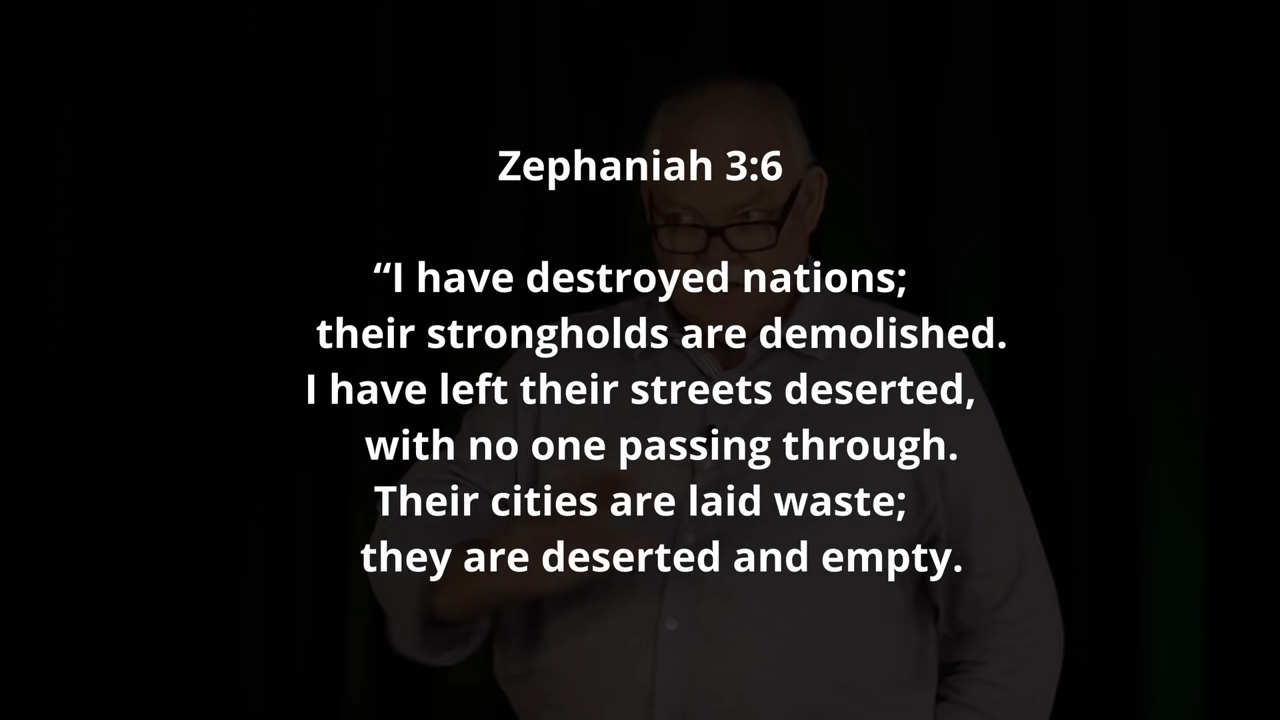 Zephaniah 3:6
“I have destroyed nations;
their strongholds are demolished.
I have left their streets deserted,
with no one passing through.
Their cities are laid waste;
they are deserted and empty.